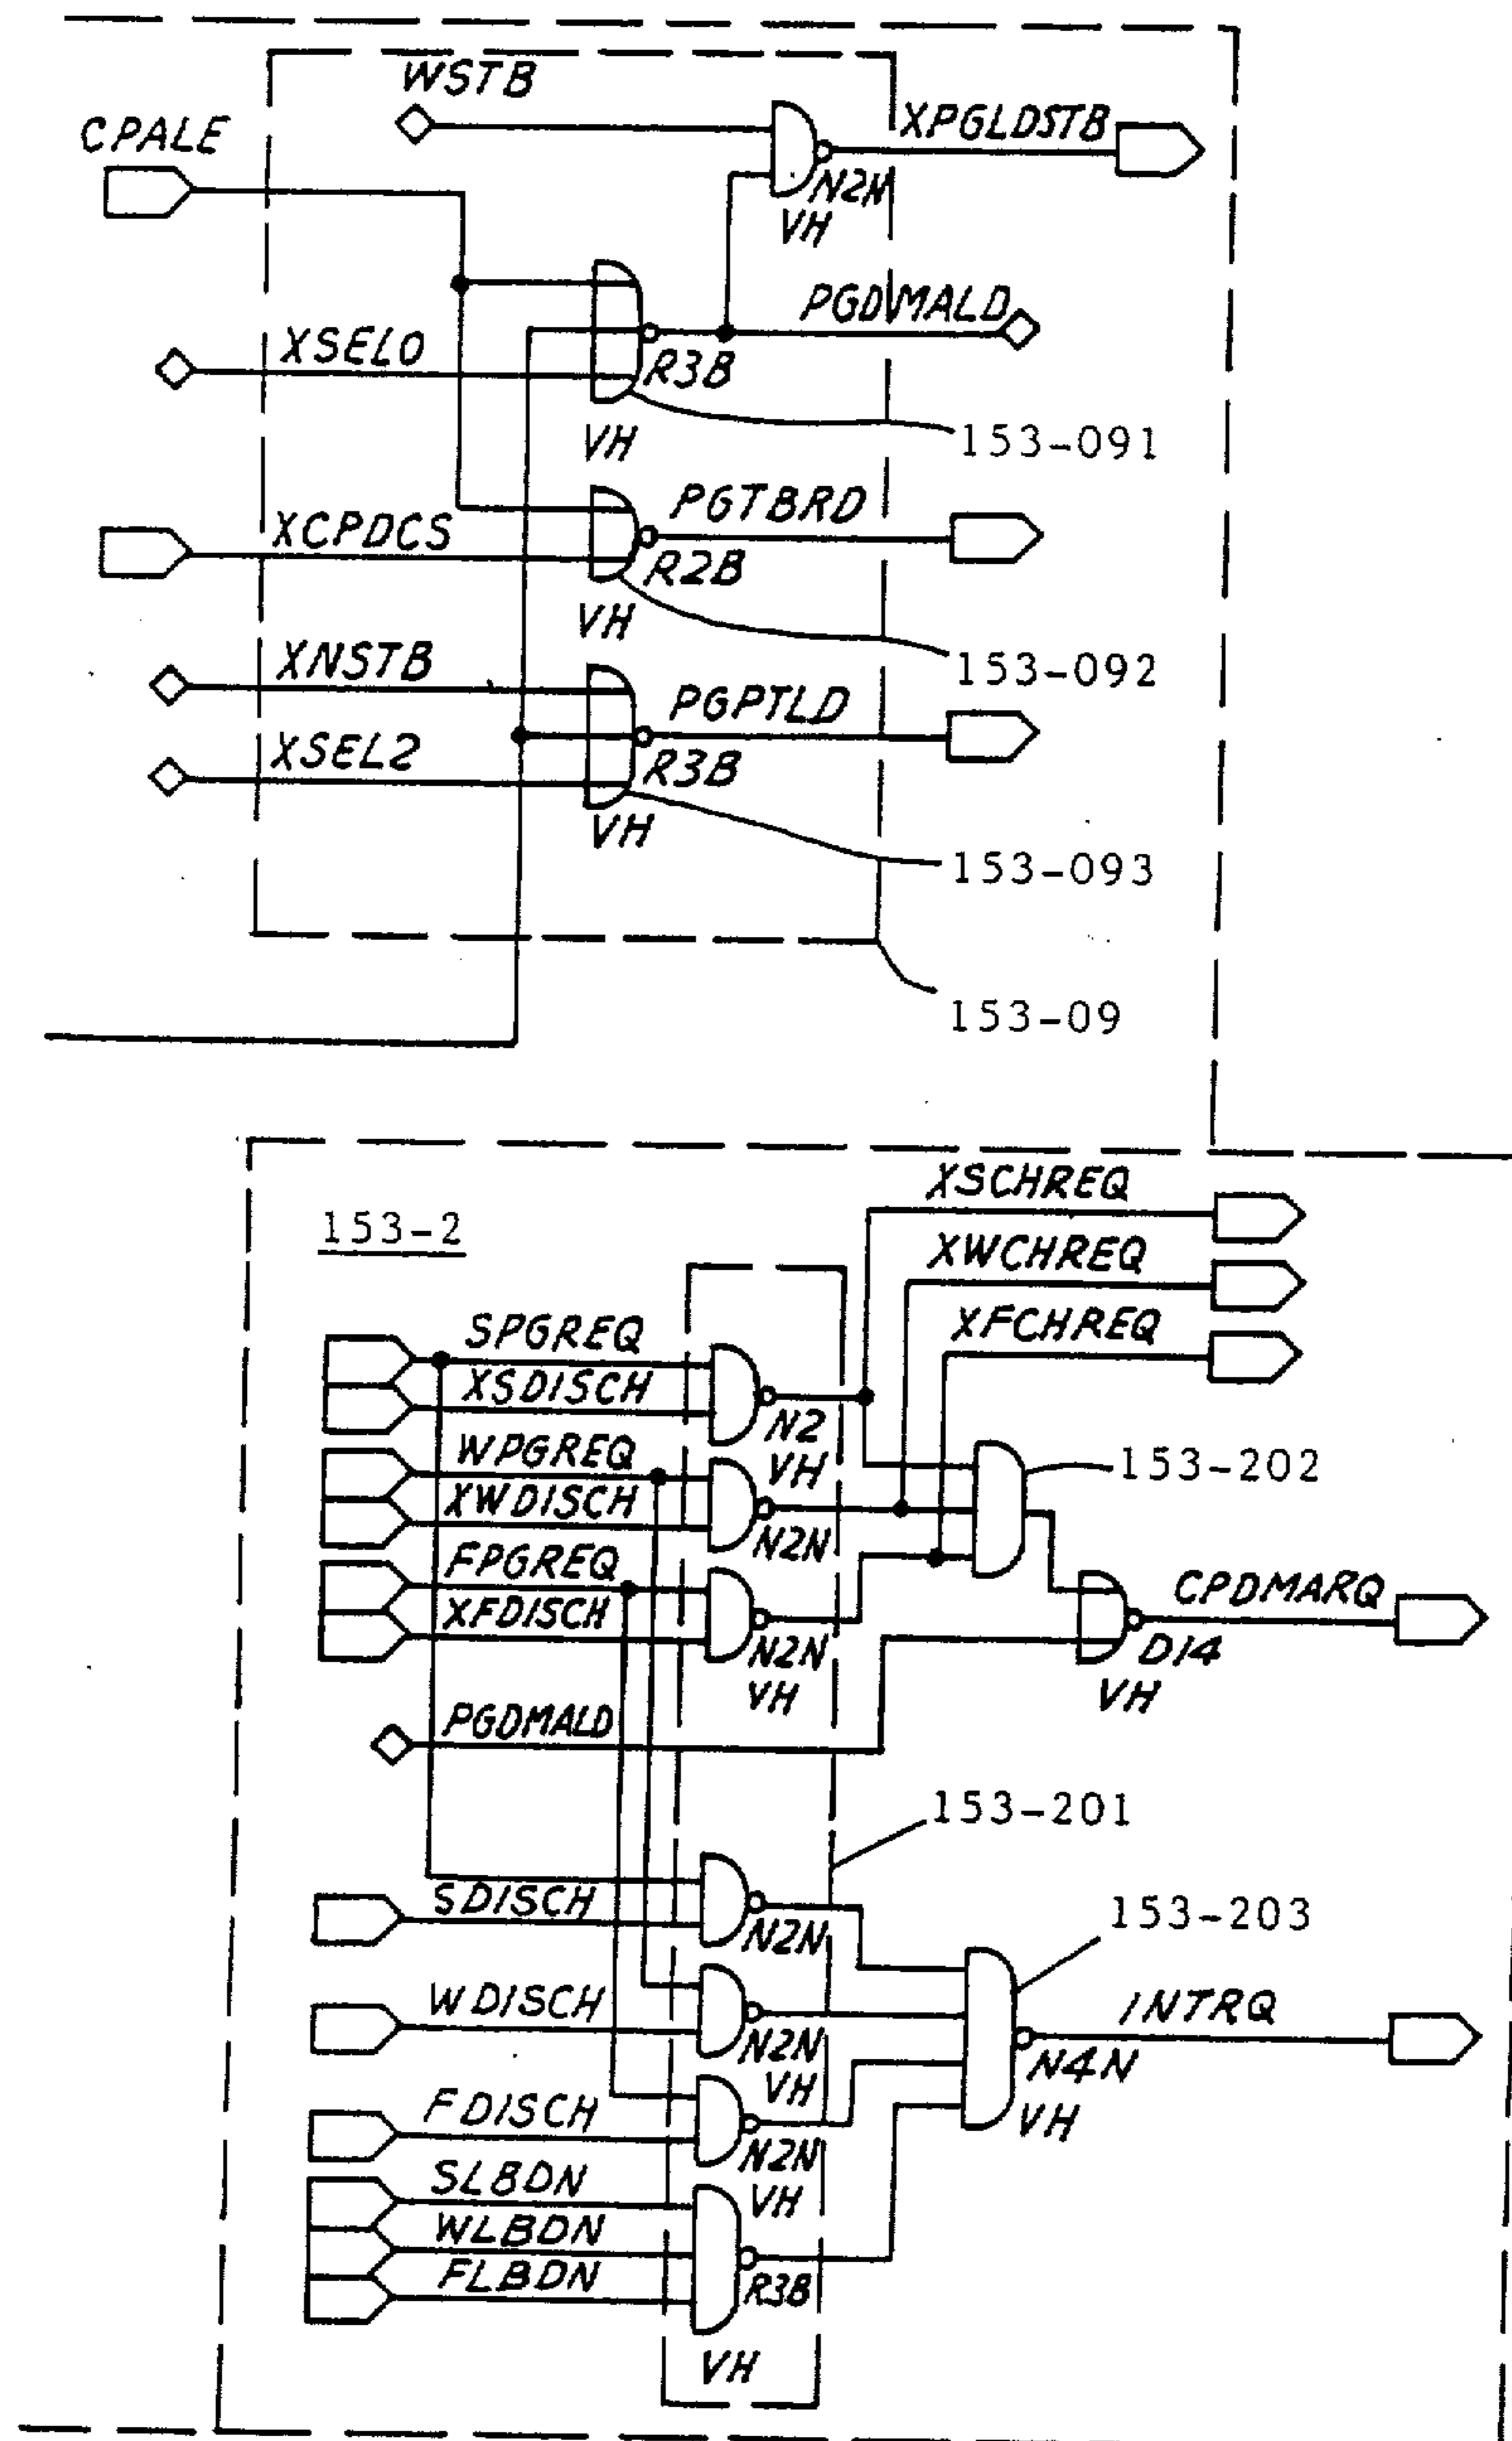 WSTB
CPALE
XPGLDSTB
N2N
VH
XSEL0
PGDMALD
R3B
VH
153-091
XCPDCS
PGTBRD
R2B
VH
153-092
XNSTB
PGPTLD
XSEL2
R3B
VH
153-093
153-09
153-2
XSCHREQ
XWCHREQ
XFCHREQ
SPGREQ
XSDISCH
N2
VH
WPGREQ
XWDISCH
N2N
153-202
FPGREQ
XFDISCH
N2N
VH
CPDMARQ
D14
VH
PGDMALD
153-201
SDISCH
N2N
153-203
WDISCH
N2N
VH
INTRQ
N4N
VH
FDISCH
N2N
VH
SLBDN
WLBDN
FLBDN
R3B
VH